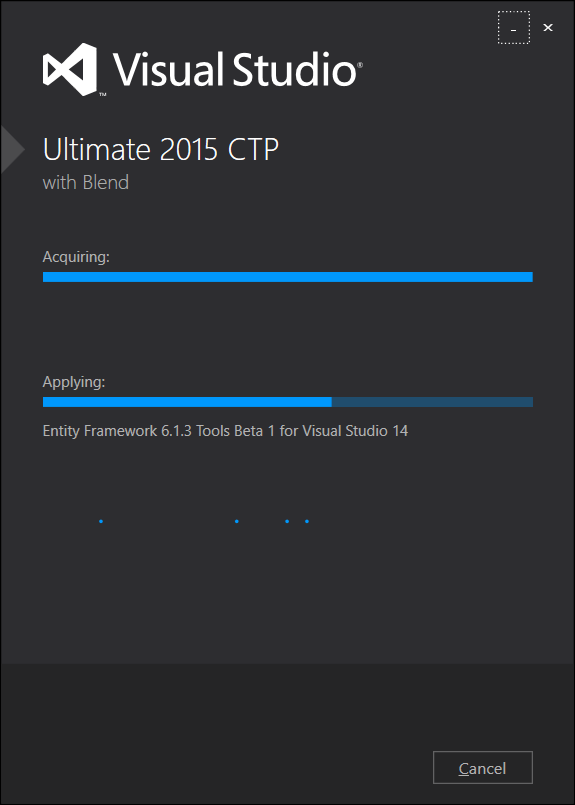 Visual Studio®
™
Ultimate 2015 CTP
with Blend
Acquiring:
Applying:
Entity Framework 6.1.3 Tools Beta 1 for Visual Studio 14
Cancel